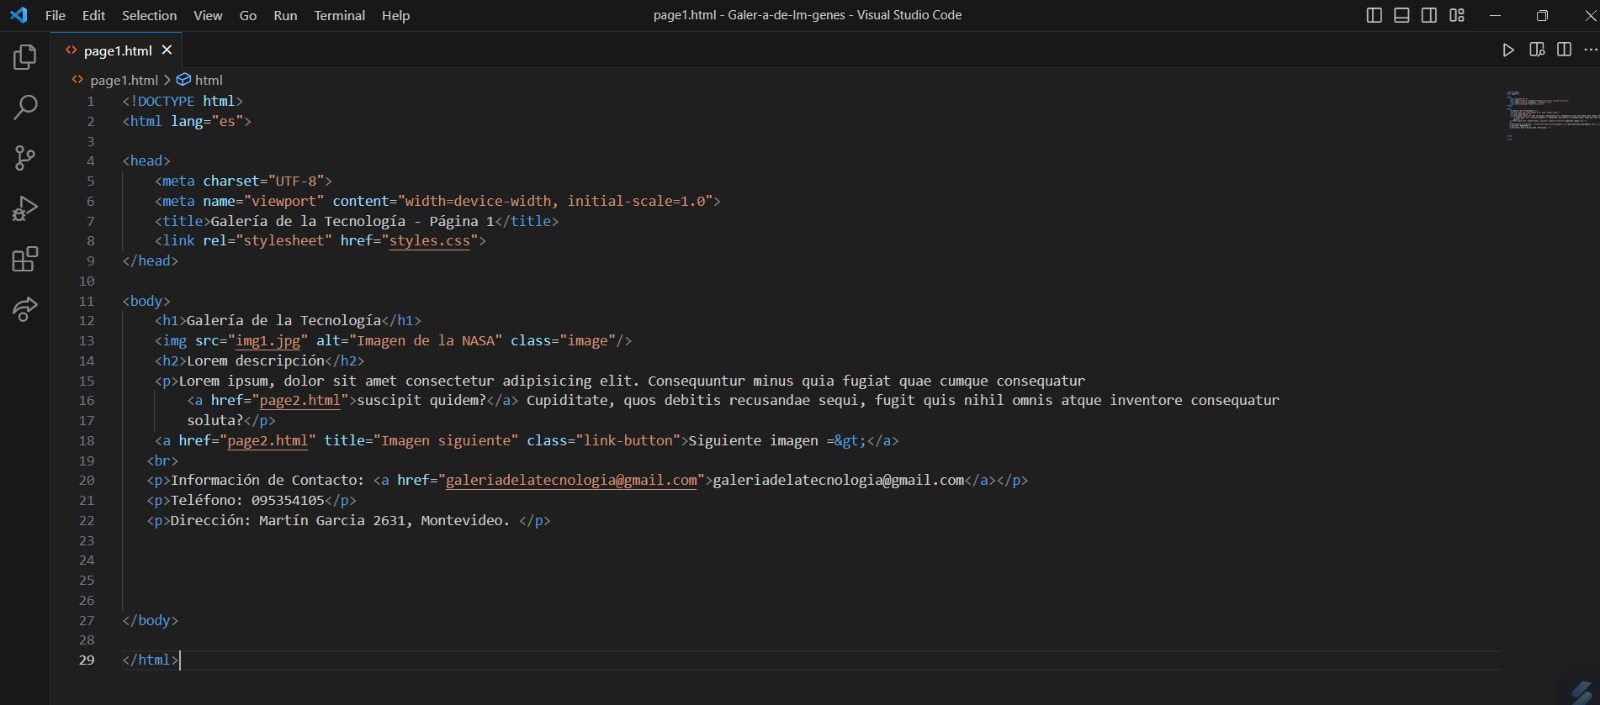 File Edit Selection View Go Run Terminal Help
page1.html - Galer-a-de-Im-genes - Visual Studio Code
page1.html
page1.html > html
1 <!DOCTYPE html>
2 <html lang="es">
3
4 <head>
5 <meta charset="UTF-8">
6 <meta name="viewport" content="width=device-width, initial-scale=1.0">
7 <title>Galería de la Tecnología - Página 1</title>
8 <link rel="stylesheet" href="styles.css">
9 </head>
10
11 <body>
12 <h1>Galería de la Tecnología</h1>
13 <img src="img1.jpg" alt="Imagen de la NASA" class="image"/>
14 <h2>Lorem descripción</h2>
15 <p>Lorem ipsum, dolor sit amet consectetur adipisicing elit. Consequuntur minus quia fugiat quae cumque consequatur
16 <a href="page2.html">suscipit quidem?</a> Cupiditate, quos debitis recusandae sequi, fugit quis nihil omnis atque inventore consequatur
17 soluta?</p>
18 <a href="page2.html" title="Imagen siguiente" class="link-button">Siguiente imagen =&gt;</a>
19 <br>
20 <p>Información de Contacto: <a href="galeriadelatecnologia@gmail.com">galeriadelatecnologia@gmail.com</a></p>
21 <p>Teléfono: 095354105</p>
22 <p>Dirección: Martín Garcia 2631, Montevideo. </p>
23
24
25
26
27 </body>
28
29 </html>